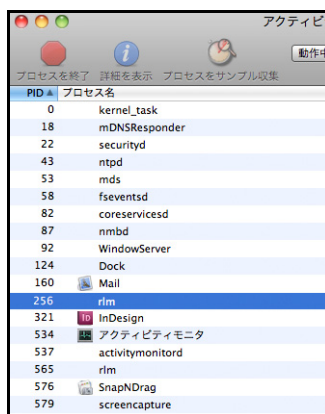 アクティビ
動作中
プロセスを終了 詳細を表示 プロセスをサンプル収集
PID プロセス名
0 kernel_task
18 mDNSResponder
22 securityd
43 ntpd
53 mds
58 fseventsd
82 coreservicesd
87 nmbd
92 WindowServer
124 Dock
160 Mail
256 rlm
321 InDesign
534 アクティビティモニタ
537 activitymonitord
565 rlm
576 SnapNDrag
579 screencapture